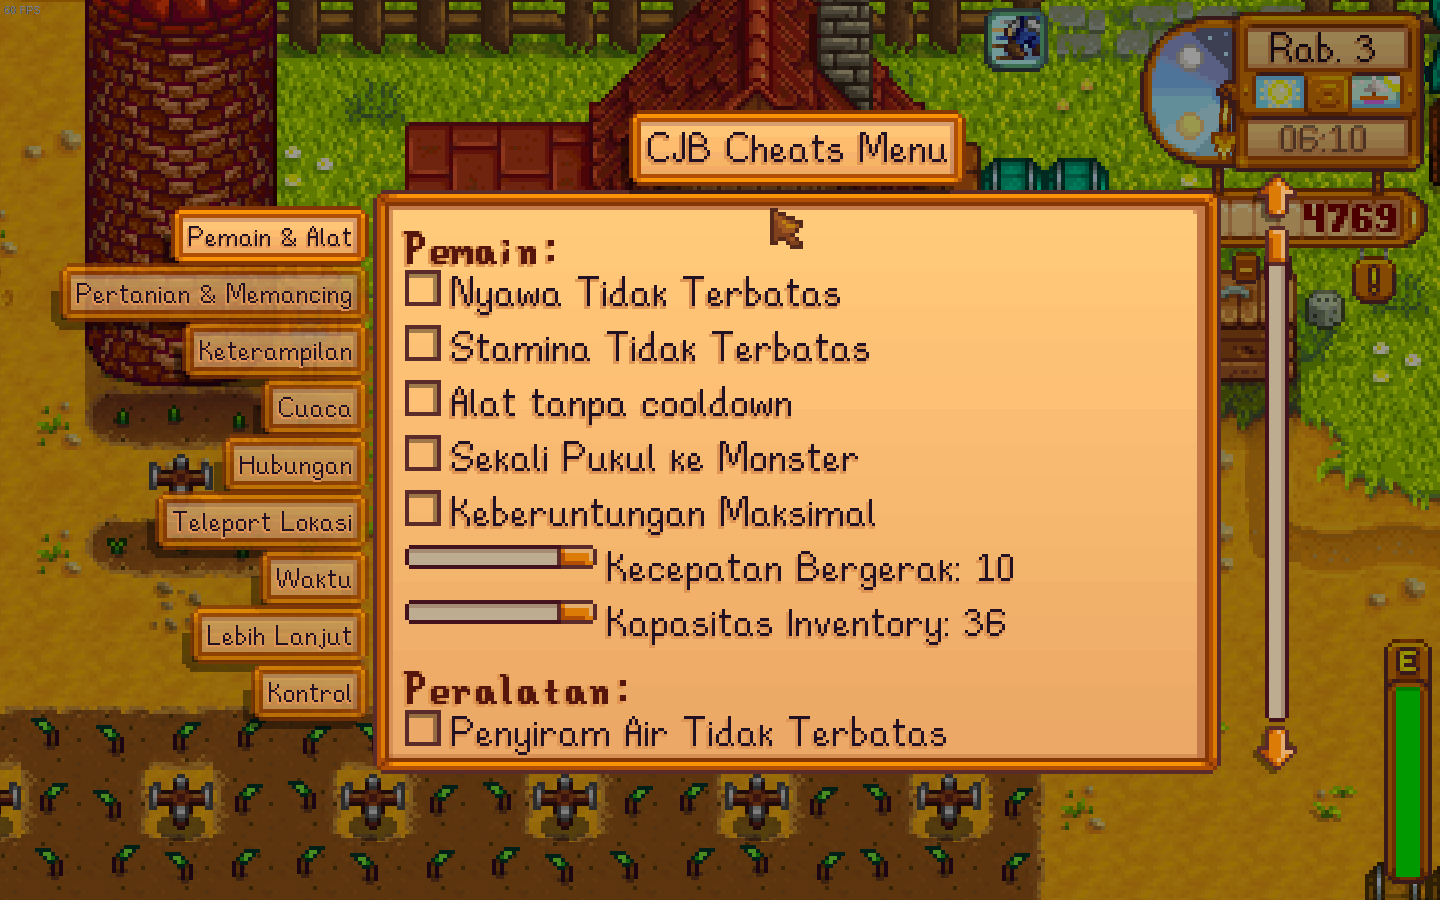 Rab. 3
06:10
4769
CJB Cheats Menu
Pemain & Alat
Pertanian & Memancing
Keterampilan
Cuaca
Hubungan
Teleport Lokasi
Waktu
Lebih Lanjut
Kontrol
Pemain:
Nyawa Tidak Terbatas
Stamina Tidak Terbatas
Alat tanpa cooldown
Sekali Pukul ke Monster
Keberuntungan Maksimal
Kecepatan Bergerak: 10
Kapasitas Inventory: 36
Peralatan:
Penyiram Air Tidak Terbatas
!
E